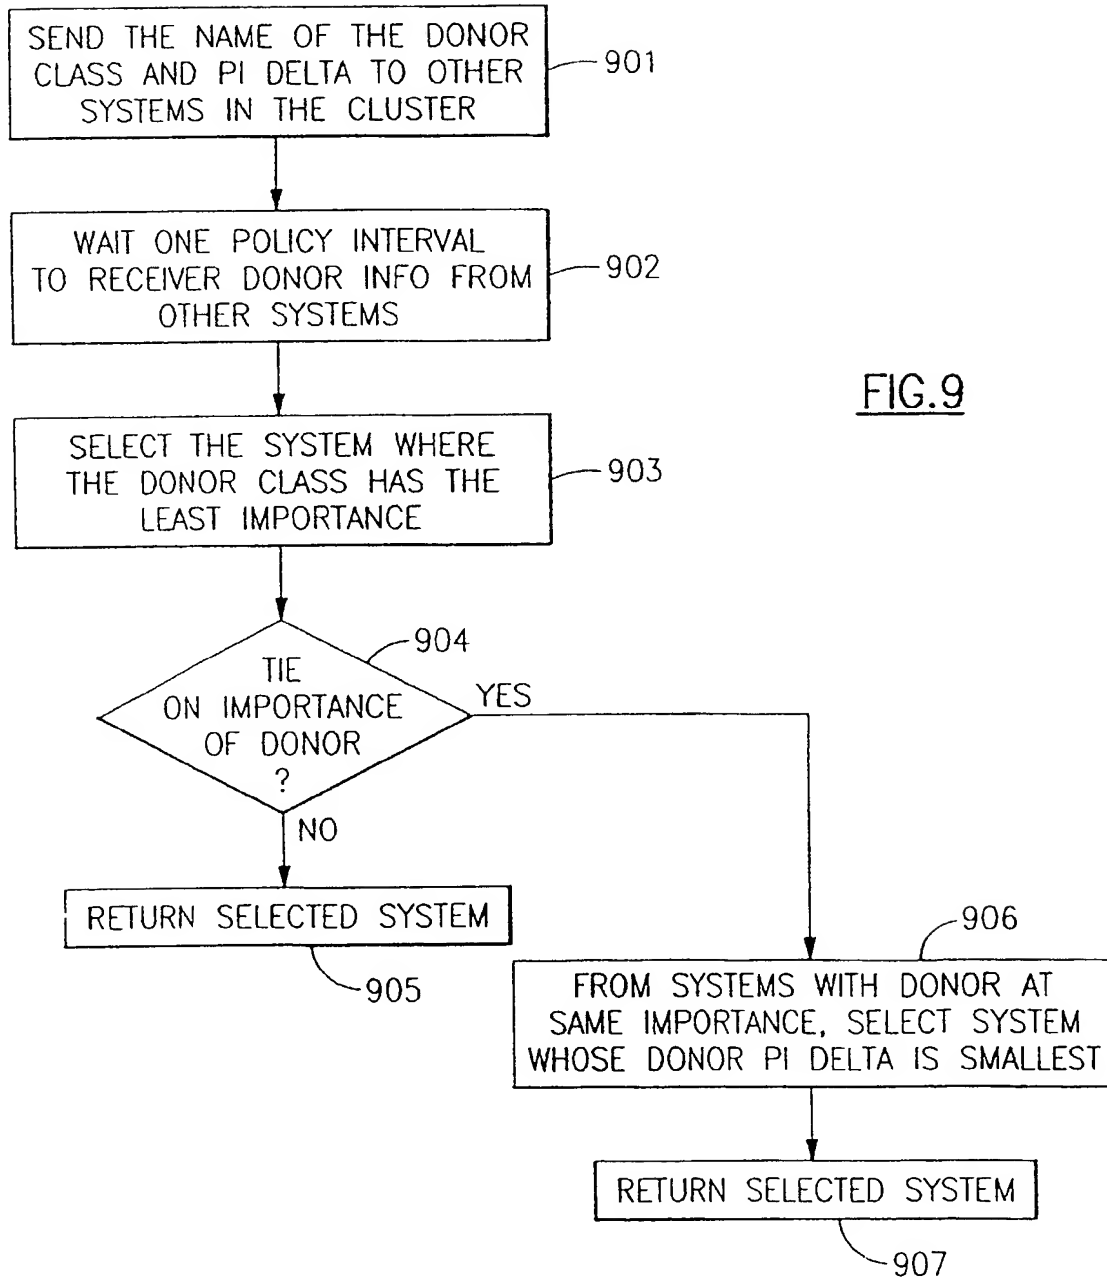 SEND THE NAME OF THE DONOR
CLASS AND PI DELTA TO OTHER
SYSTEMS IN THE CLUSTER
901
WAIT ONE POLICY INTERVAL
TO RECEIVER DONOR INFO FROM
OTHER SYSTEMS
902
FIG.9
SELECT THE SYSTEM WHERE
THE DONOR CLASS HAS THE
LEAST IMPORTANCE
903
904
TIE
ON IMPORTANCE
OF DONOR
?
YES
NO
RETURN SELECTED SYSTEM
905
906
FROM SYSTEMS WITH DONOR AT
SAME IMPORTANCE, SELECT SYSTEM
WHOSE DONOR PI DELTA IS SMALLEST
RETURN SELECTED SYSTEM
907